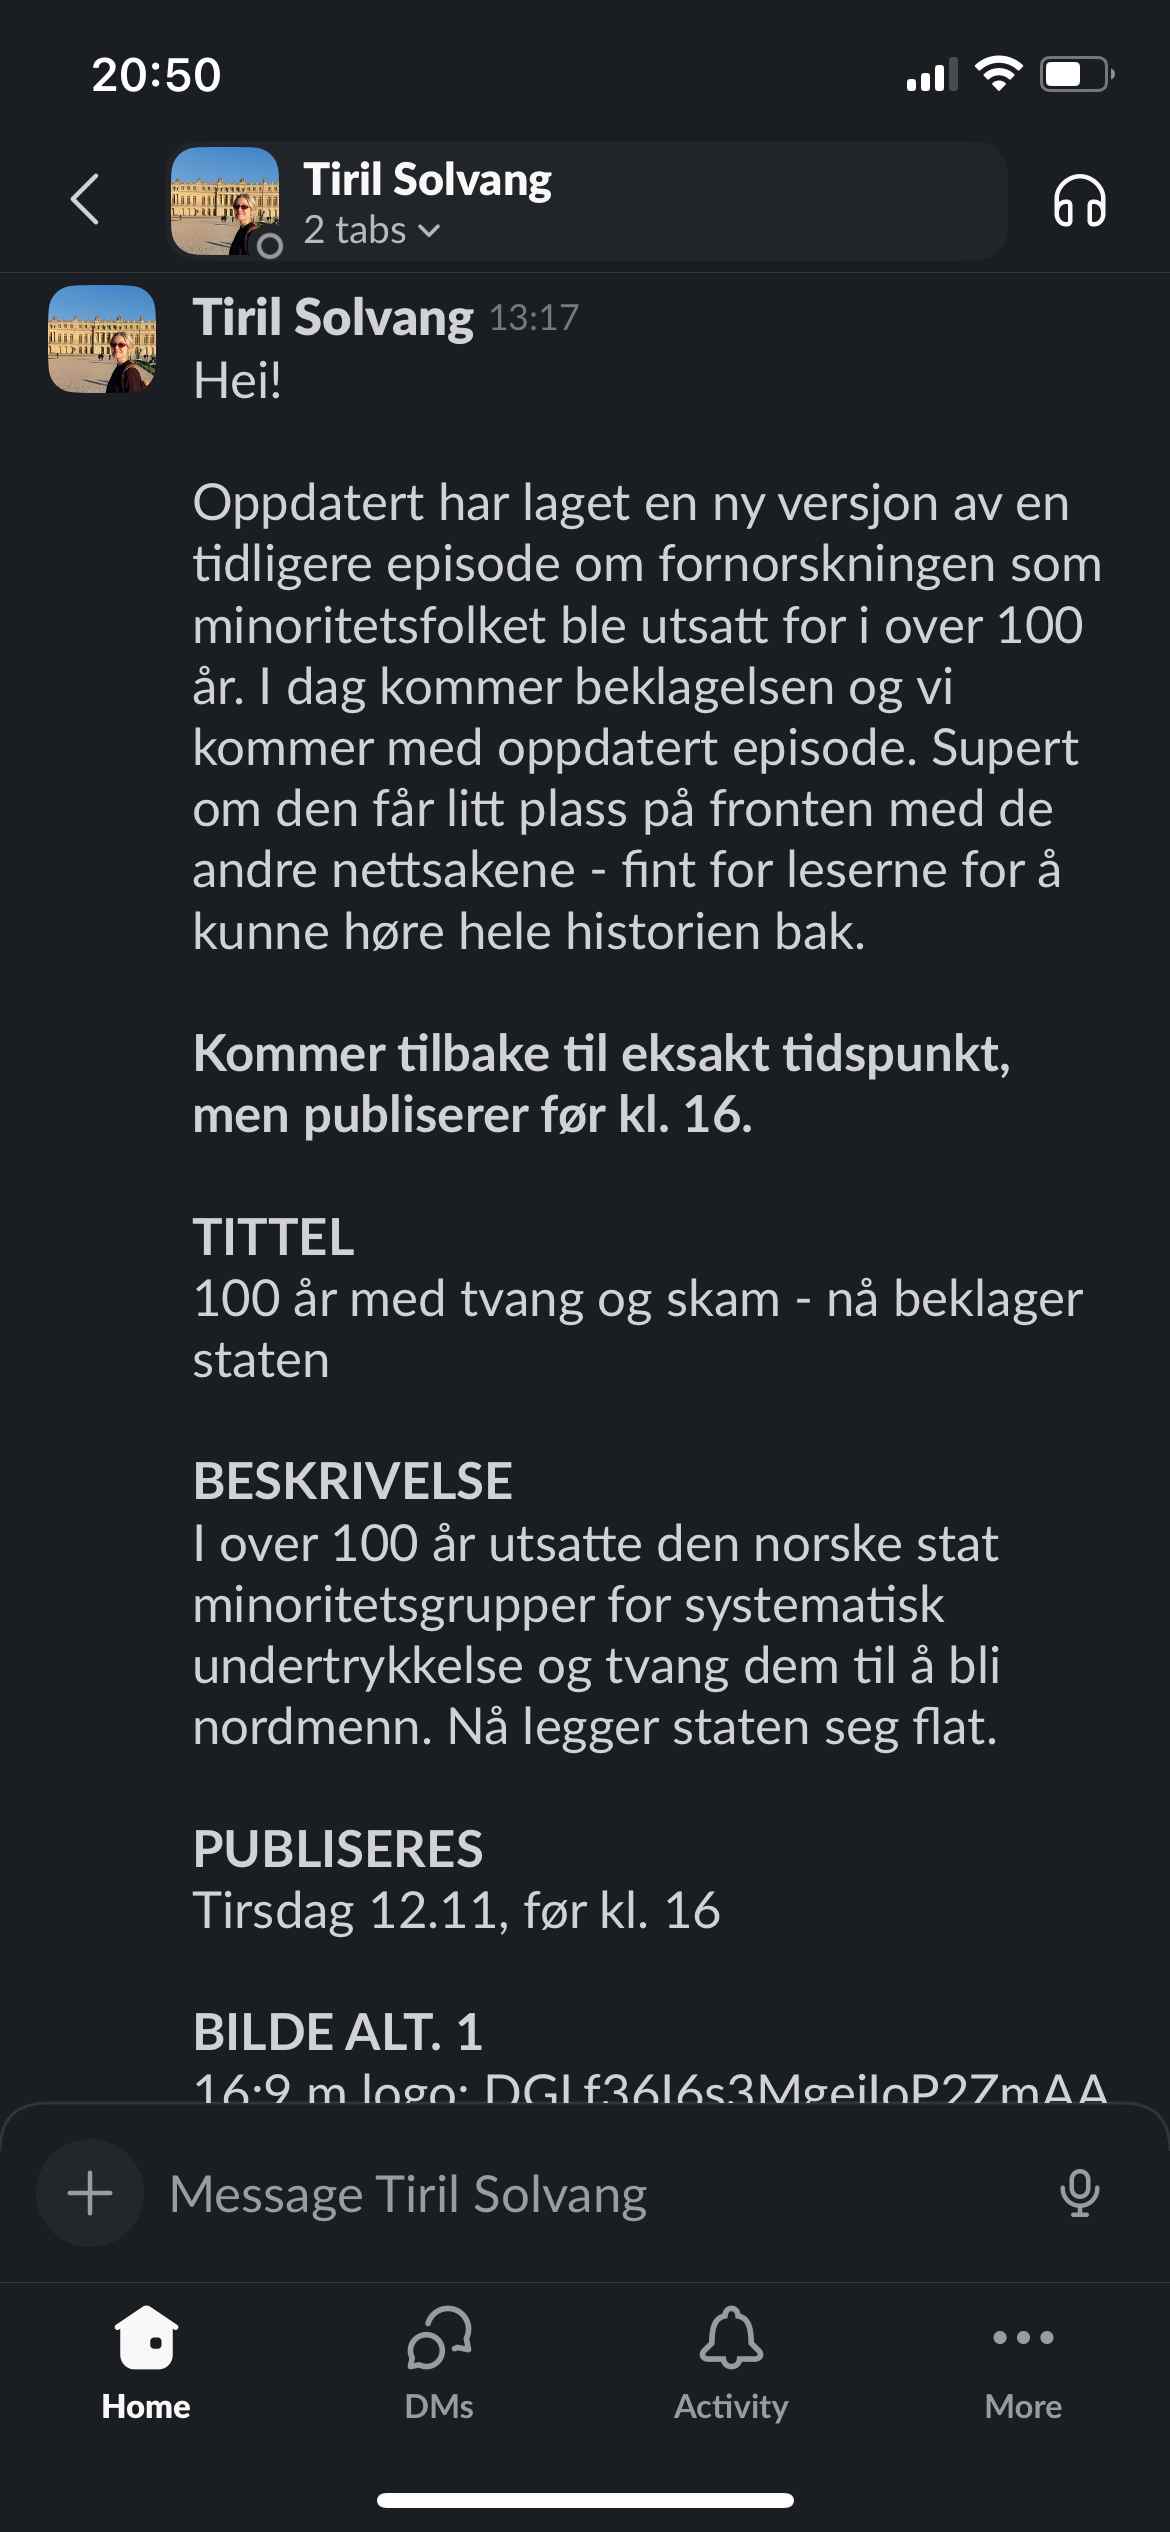 20:50
Tiril Solvang
2 tabs
Tiril Solvang 13:17
Hei!
Oppdatert har laget en ny versjon av en
tidligere episode om fornorskningen som
minoritetsfolket ble utsatt for i over 100
år. I dag kommer beklagelsen og vi
kommer med oppdatert episode. Supert
om den får litt plass på fronten med de
andre nettsakene - fint for leserne for å
kunne høre hele historien bak.
Kommer tilbake til eksakt tidspunkt,
men publiserer før kl. 16.
TITTEL
100 år med tvang og skam - nå beklager
staten
BESKRIVELSE
I over 100 år utsatte den norske stat
minoritetsgrupper for systematisk
undertrykkelse og tvang dem til å bli
nordmenn. Nå legger staten seg flat.
PUBLISERES
Tirsdag 12.11, før kl. 16
BILDE ALT. 1
16:9 m logo:
Message Tiril Solvang
Home
DMs
Activity
More